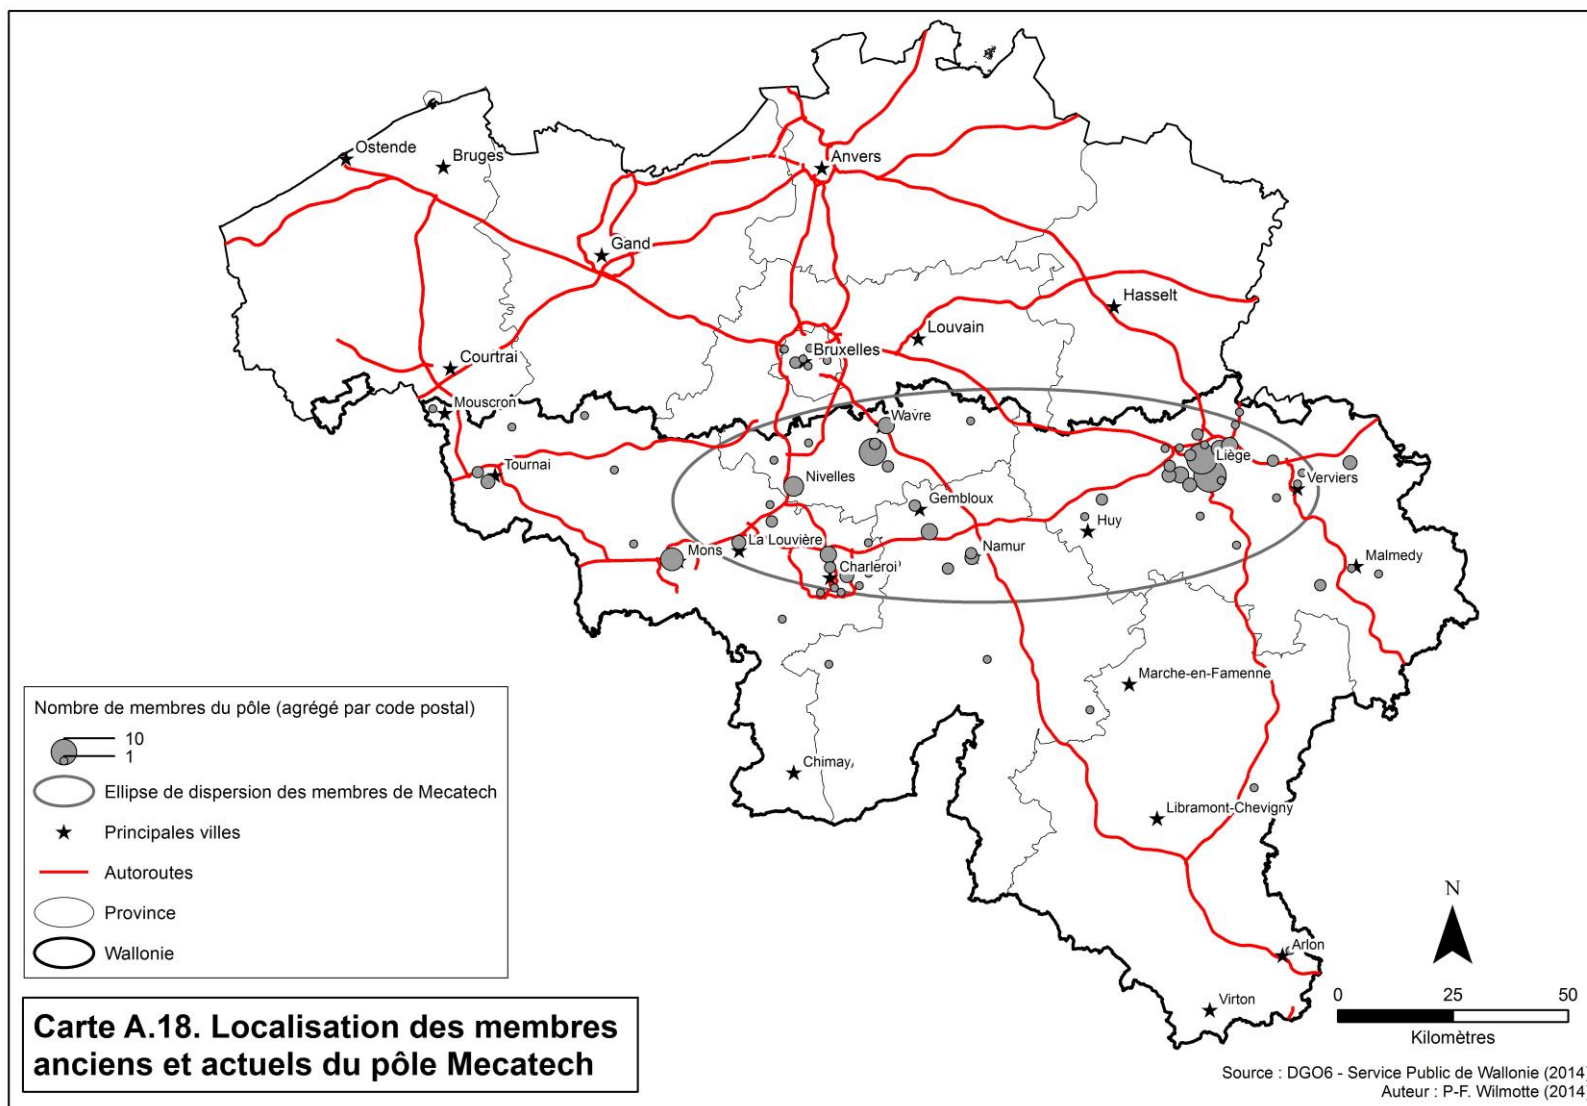 Ostende
Bruges
Anvers
Gand
Hasselt
Louvain
Bruxelles
Courtrai
Mouscron
Wavre
Tournai
Liège
Nivelles
Verviers
Gembloux
Huy
La Louvière
Mons
Namur
Charleroi
Malmedy
Marche-en-Famenne
Chimay
Libramont-Chevigny
Arlon
Virton
Nombre de membres du pôle (agrégé par code postal)
10
1
Ellipse de dispersion des membres de Mecatech
Principales villes
Autoroutes
Province
Wallonie
N
0 25 50
Kilomètres
Carte A.18. Localisation des membres
anciens et actuels du pôle Mecatech
Source : DGO6 - Service Public de Wallonie (2014)
Auteur : P-F. Wilmotte (2014)